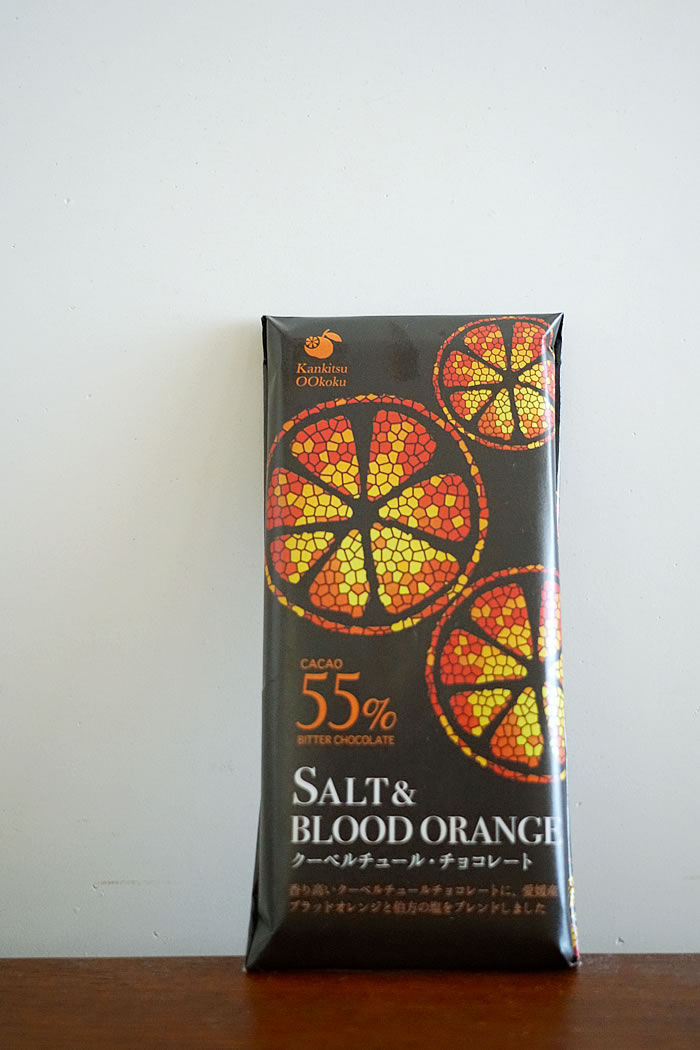 Kankitsu
OOkoku
CACAO
55%
BITTER CHOCOLATE
SALT &
BLOOD ORANGE
クーベルチュール・チョコレート
香り高いクーベルチュールチョコレートに、愛媛産
ブラッドオレンジと伯方の塩をブレンドしました